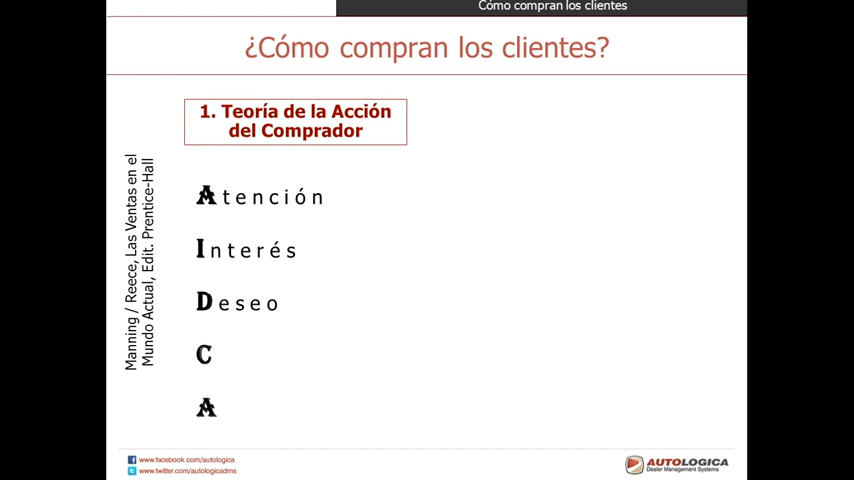 Cómo compran los clientes
¿Cómo compran los clientes?
1. Teoría de la Acción
del Comprador
Manning / Reece, Las Ventas en el
Mundo Actual, Edit. Prentice-Hall
Atención
Interés
Deseo
C
A
www.facebook.com/autologica
www.twitter.com/autologicadms
AUTOLOGICA
Dealer Management Systems